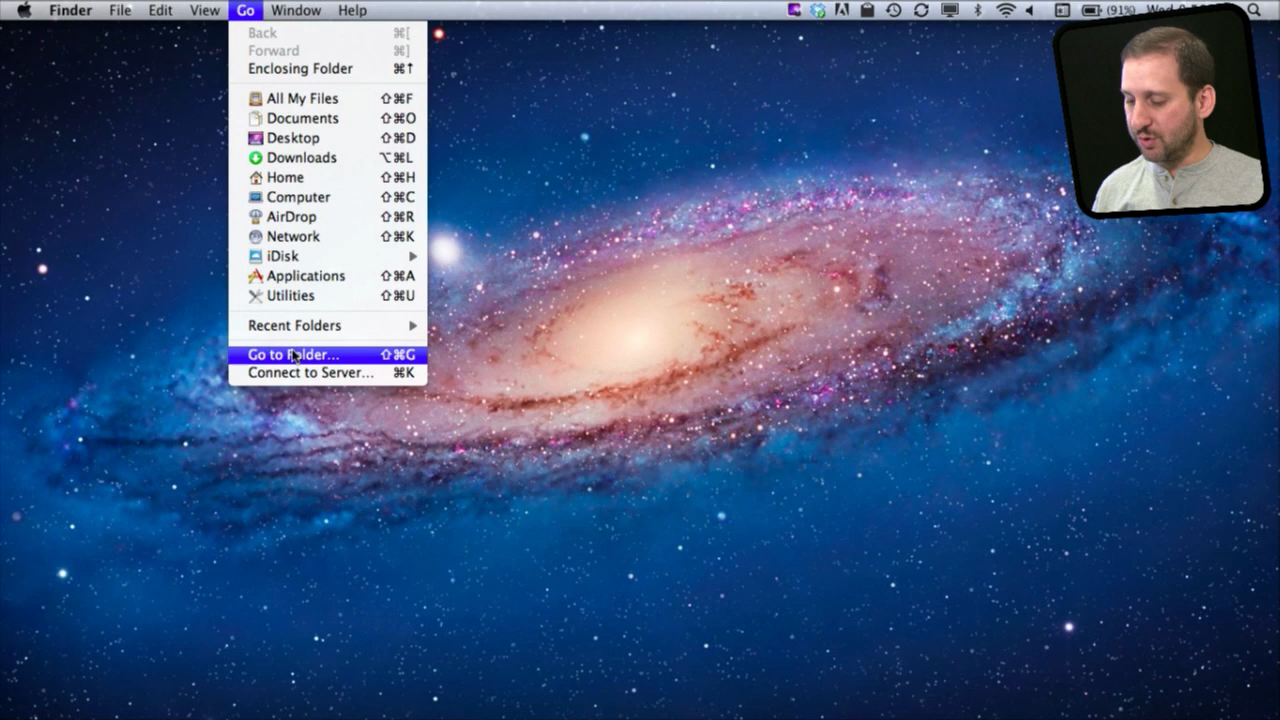 Finder File Edit View Go Window Help (91%)
Back ⌘[
Forward ⌘]
Enclosing Folder ⌘↑
All My Files ⇧⌘F
Documents ⇧⌘O
Desktop ⇧⌘D
Downloads ⌥⌘L
Home ⇧⌘H
Computer ⇧⌘C
AirDrop ⇧⌘R
Network ⇧⌘K
iDisk
Applications ⇧⌘A
Utilities ⇧⌘U
Recent Folders
Go to Folder... ⇧⌘G
Connect to Server... ⌘K